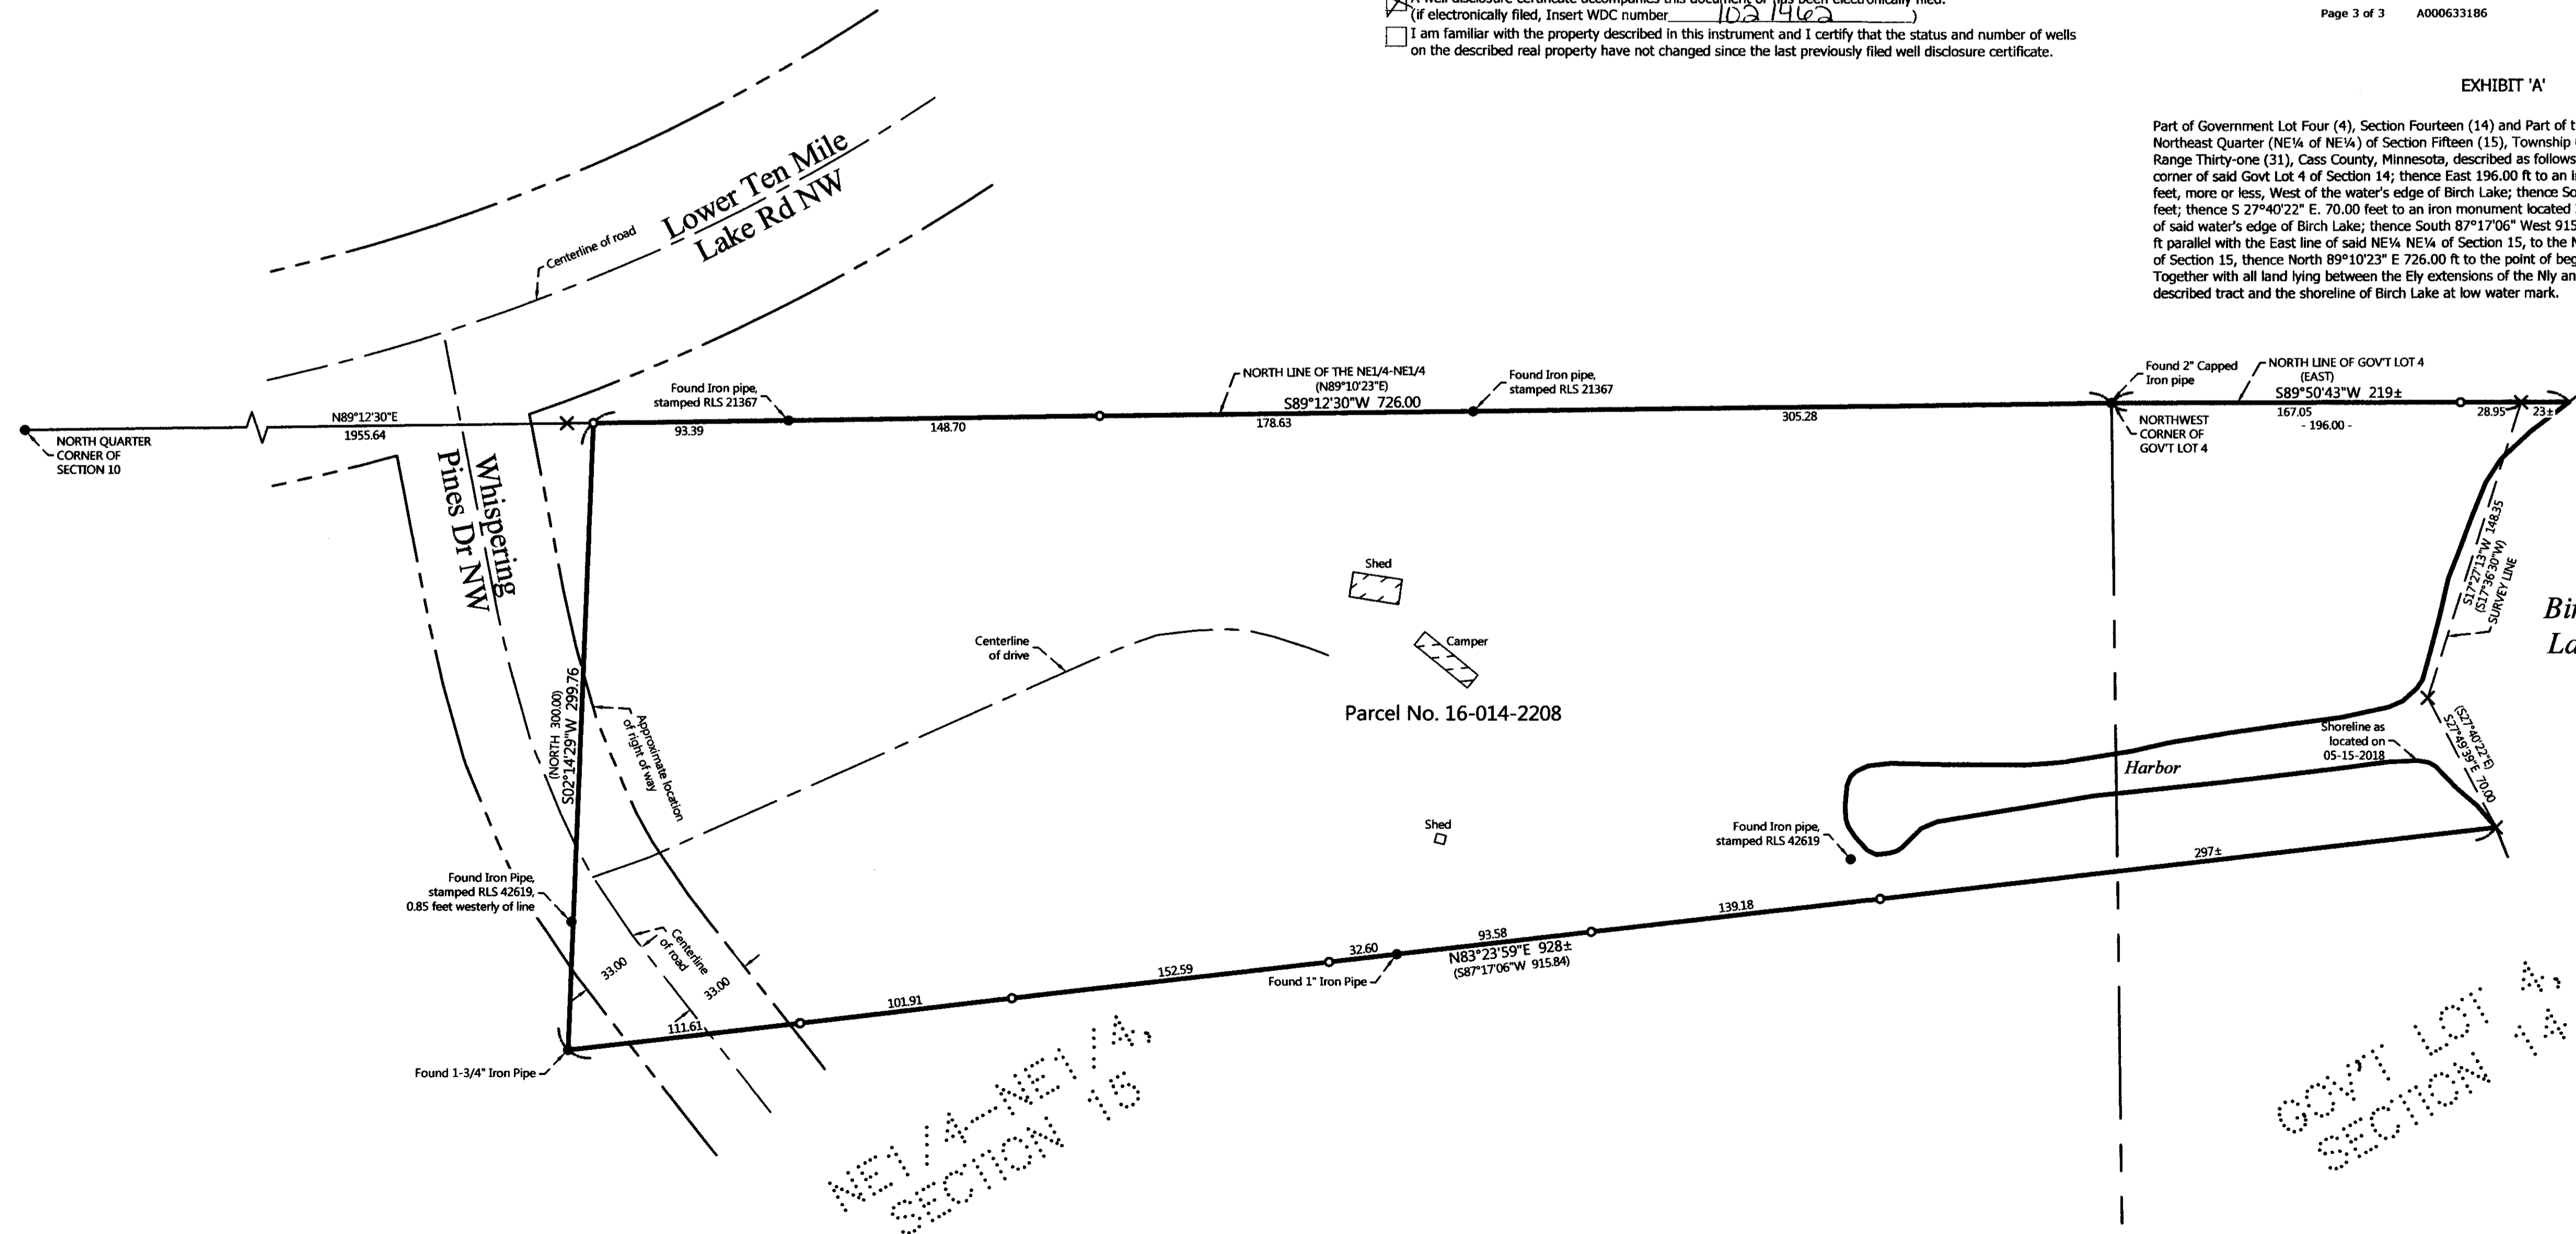 A well disclosure certificate accompanies this document or has been electronically filed.
(if electronically filed, Insert WDC number 1021462 )
I am familiar with the property described in this instrument and I certify that the status and number of wells
on the described real property have not changed since the last previously filed well disclosure certificate.
Page 3 of 3 A000633186
EXHIBIT 'A'
Part of Government Lot Four (4), Section Fourteen (14) and Part of
Northeast Quarter (NE¼ of NE¼) of Section Fifteen (15), Township
Range Thirty-one (31), Cass County, Minnesota, described as follows
corner of said Govt Lot 4 of Section 14; thence East 196.00 ft to an
feet, more or less, West of the water's edge of Birch Lake; thence
feet; thence S 27°40'22" E. 70.00 feet to an iron monument located
of said water's edge of Birch Lake; thence South 87°17'06" West 915
ft parallel with the East line of said NE¼ NE¼ of Section 15, to the
of Section 15, thence North 89°10'23" E 726.00 ft to the point of
Together with all land lying between the Ely extensions of the Nly
described tract and the shoreline of Birch Lake at low water mark.
Lower Ten Mile
Lake Rd NW
Centerline of road
NORTH QUARTER
CORNER OF
SECTION 10
N89°12'30"E
1955.64
Found Iron pipe,
stamped RLS 21367
NORTH LINE OF THE NE1/4-NE1/4
(N89°10'23"E)
S89°12'30"W 726.00
Found Iron pipe,
stamped RLS 21367
Found 2" Capped
Iron pipe
NORTH LINE OF GOV'T LOT 4
(EAST)
S89°50'43"W 219±
93.39
148.70
178.63
305.28
167.05
28.95
23±
- 196.00 -
NORTHWEST
CORNER OF
GOV'T LOT 4
Whispering
Pines Dr NW
S17°27'13"W 148.35
(S17°36'30"W)
SURVEY LINE
Shed
Camper
Centerline
of drive
Parcel No. 16-014-2208
(NORTH 300.00)
S02°14'29"W 299.76
Approximate location
of right of way
(S27°40'22"E)
S27°49'39"E 70.00
Shoreline as
located on
05-15-2018
Harbor
Shed
Found Iron pipe,
stamped RLS 42619
297±
Found Iron Pipe,
stamped RLS 42619,
0.85 feet westerly of line
Centerline
of road
33.00
33.00
139.18
93.58
N83°23'59"E 928±
(S87°17'06"W 915.84)
32.60
Found 1" Iron Pipe
152.59
101.91
111.61
Found 1-3/4" Iron Pipe
NE1/4-NE1/4,
SECTION 15
GOV'T LOT 4,
SECTION 14